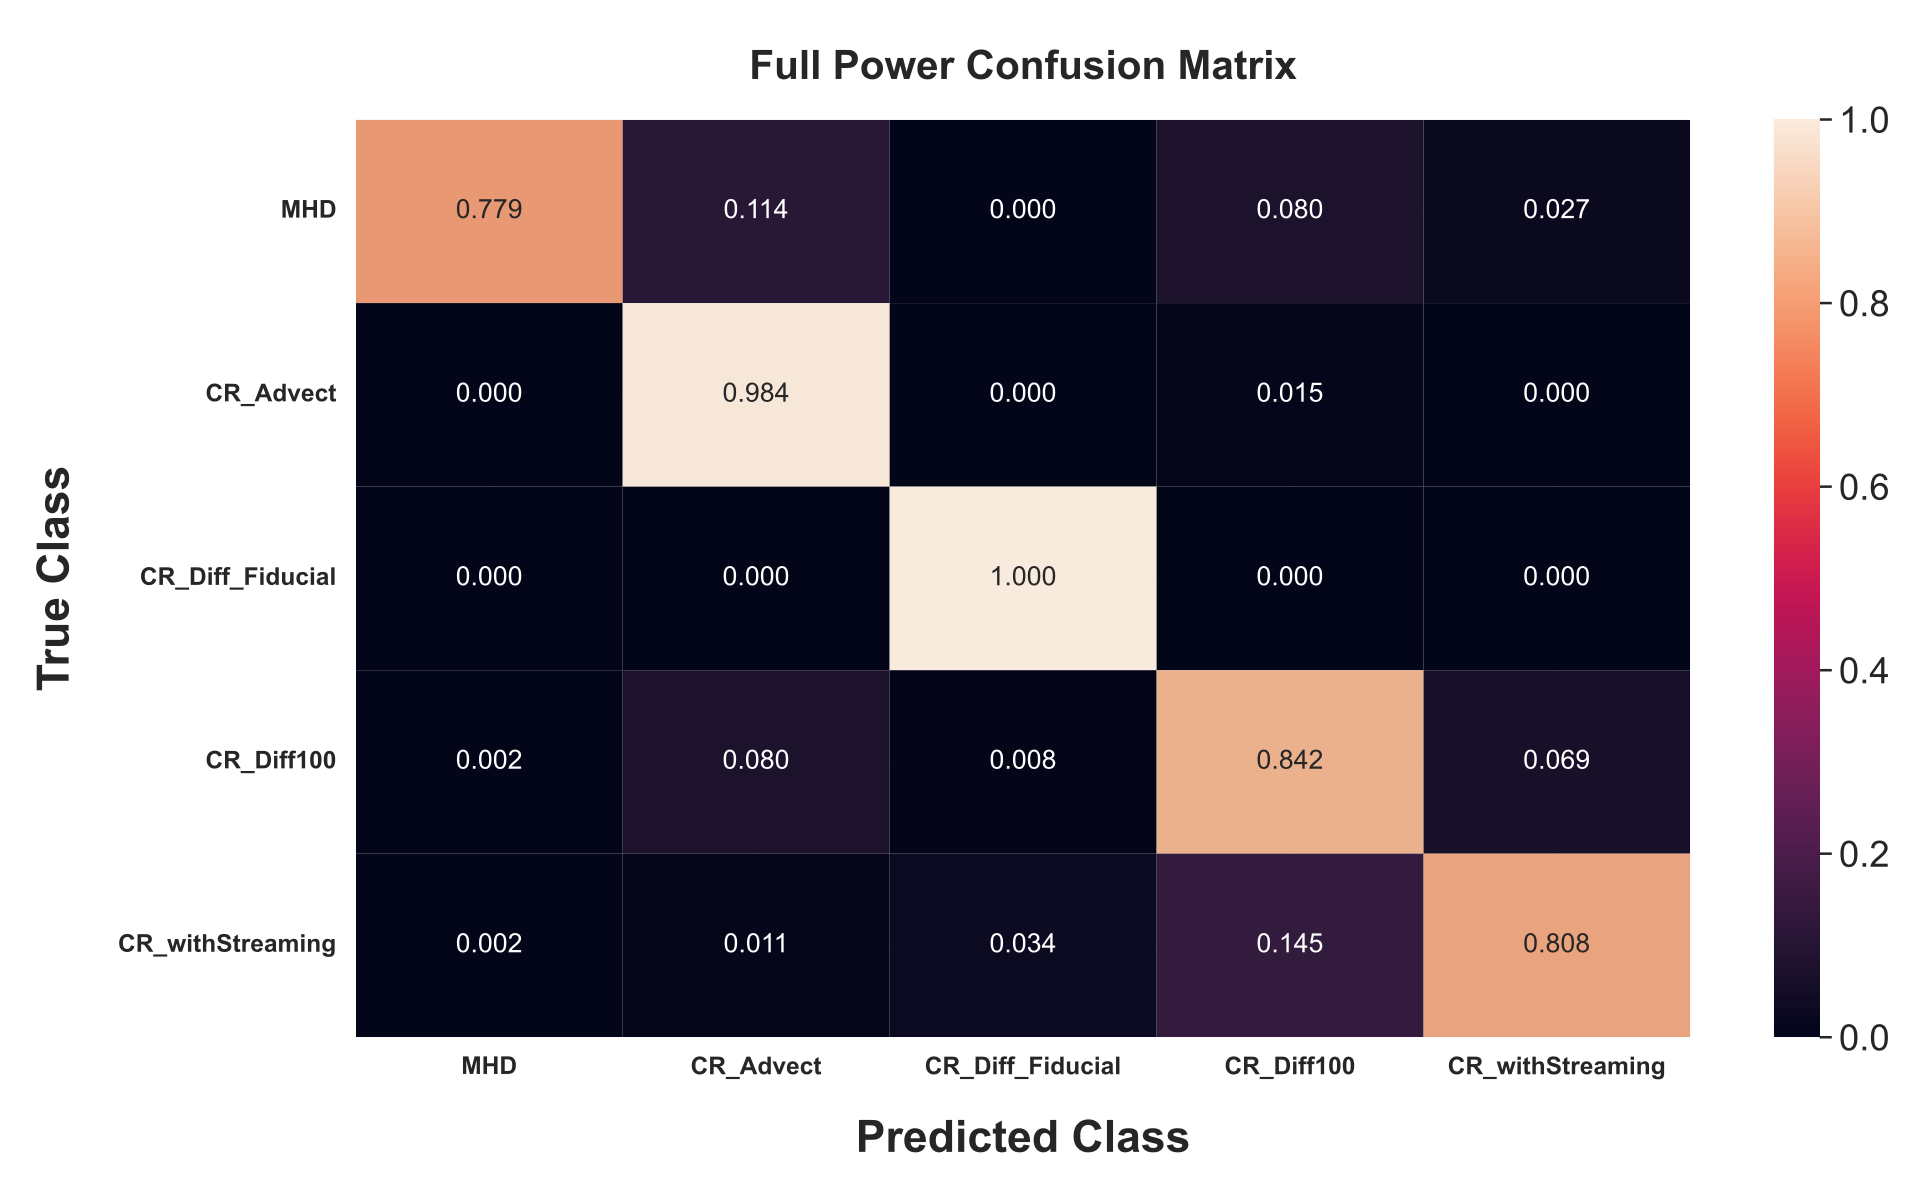 Full Power Confusion Matrix
True Class
MHD 0.779 0.114 0.000 0.080 0.027
CR_Advect 0.000 0.984 0.000 0.015 0.000
CR_Diff_Fiducial 0.000 0.000 1.000 0.000 0.000
CR_Diff100 0.002 0.080 0.008 0.842 0.069
CR_withStreaming 0.002 0.011 0.034 0.145 0.808
MHD CR_Advect CR_Diff_Fiducial CR_Diff100 CR_withStreaming
Predicted Class
1.0
0.8
0.6
0.4
0.2
0.0